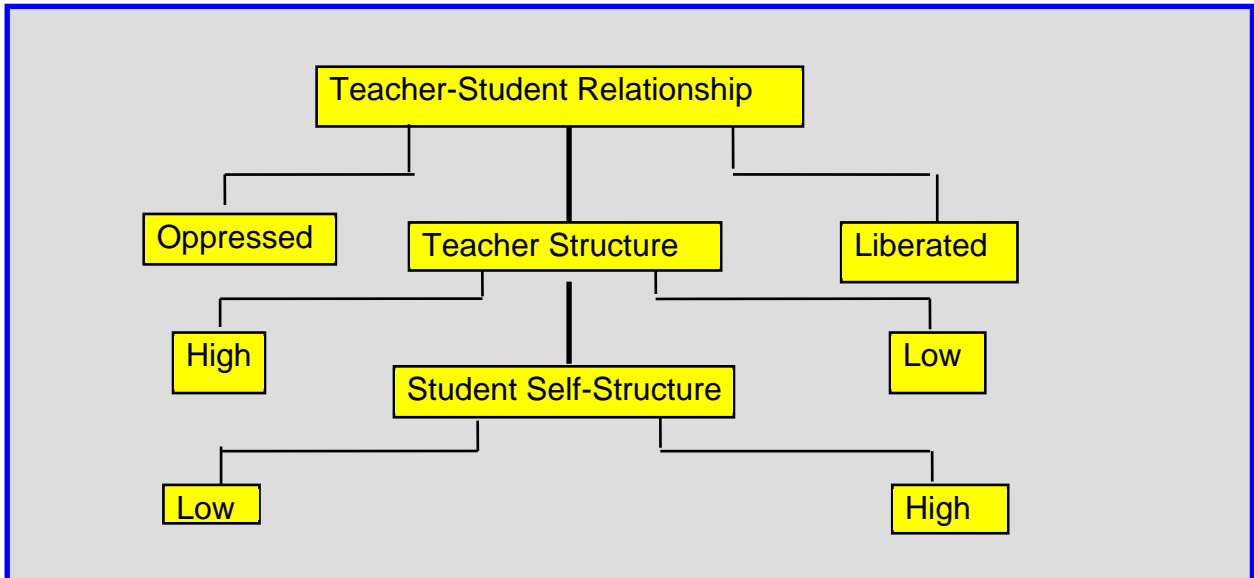 Teacher-Student Relationship
Oppressed
Teacher Structure
Liberated
High
Low
Student Self-Structure
Low
High